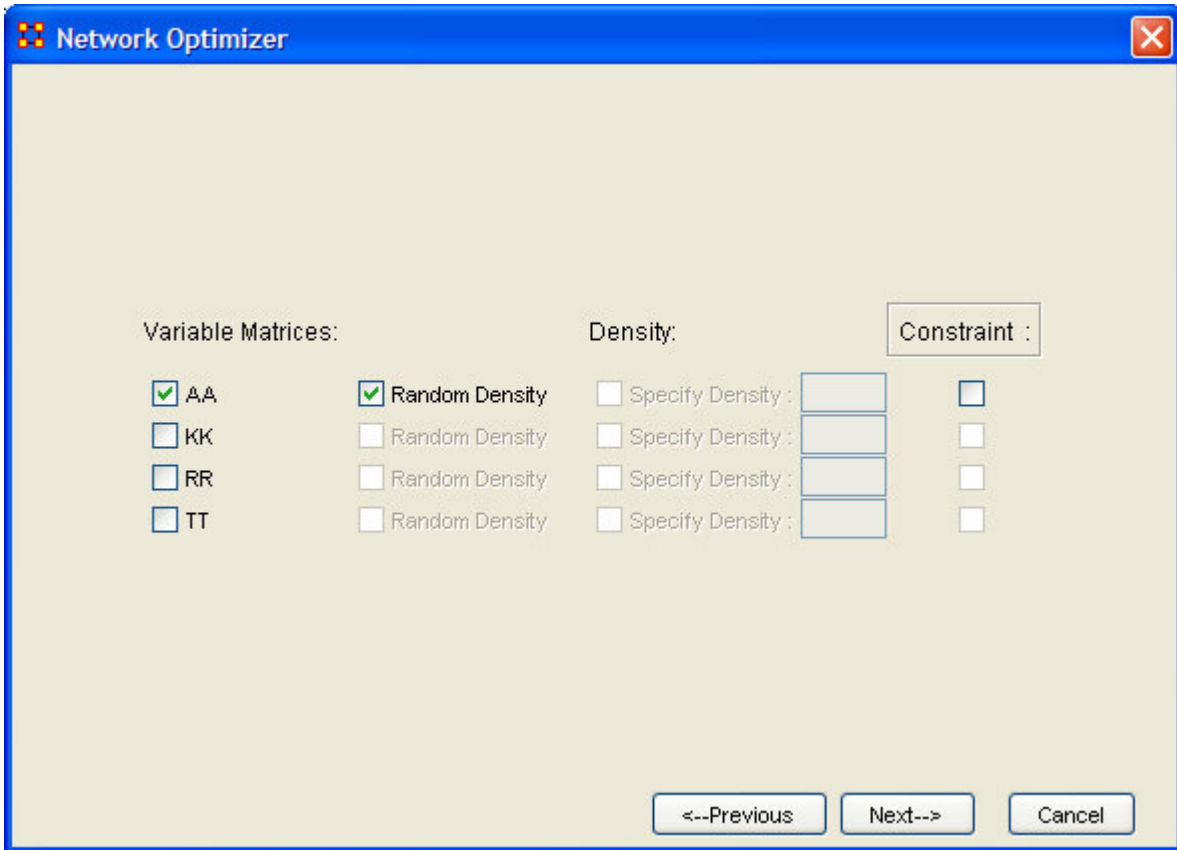 Network Optimizer
Variable Matrices: Density: Constraint :
AA Random Density Specify Density :
KK Random Density Specify Density :
RR Random Density Specify Density :
TT Random Density Specify Density :
<--Previous Next--> Cancel